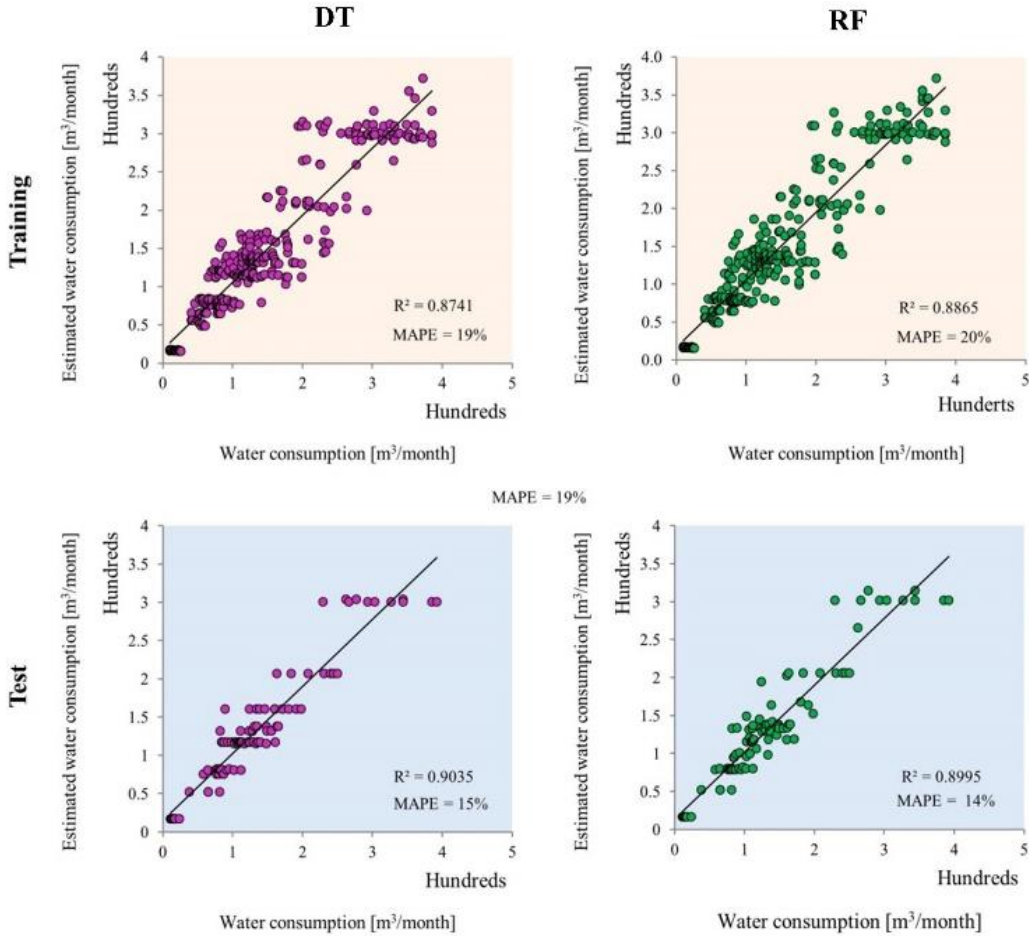 DT
RF
Training
Estimated water consumption [m³/month]
Hundreds
4
3.5
3
2.5
2
1.5
1
0.5
0
R² = 0.8741
MAPE = 19%
0 1 2 3 4 5
Hundreds
Water consumption [m³/month]
Estimated water consumption [m³/month]
Hundreds
4.0
3.5
3.0
2.5
2.0
1.5
1.0
0.5
0.0
R² = 0.8865
MAPE = 20%
0 1 2 3 4 5
Hunderts
Water consumption [m³/month]
MAPE = 19%
Test
Estimated water consumption [m³/month]
Hundreds
4
3.5
3
2.5
2
1.5
1
0.5
0
R² = 0.9035
MAPE = 15%
0 1 2 3 4 5
Hundreds
Water consumption [m³/month]
Estimated water consumption [m³/month]
Hundreds
4
3.5
3
2.5
2
1.5
1
0.5
0
R² = 0.8995
MAPE = 14%
0 1 2 3 4 5
Hundreds
Water consumption [m³/month]